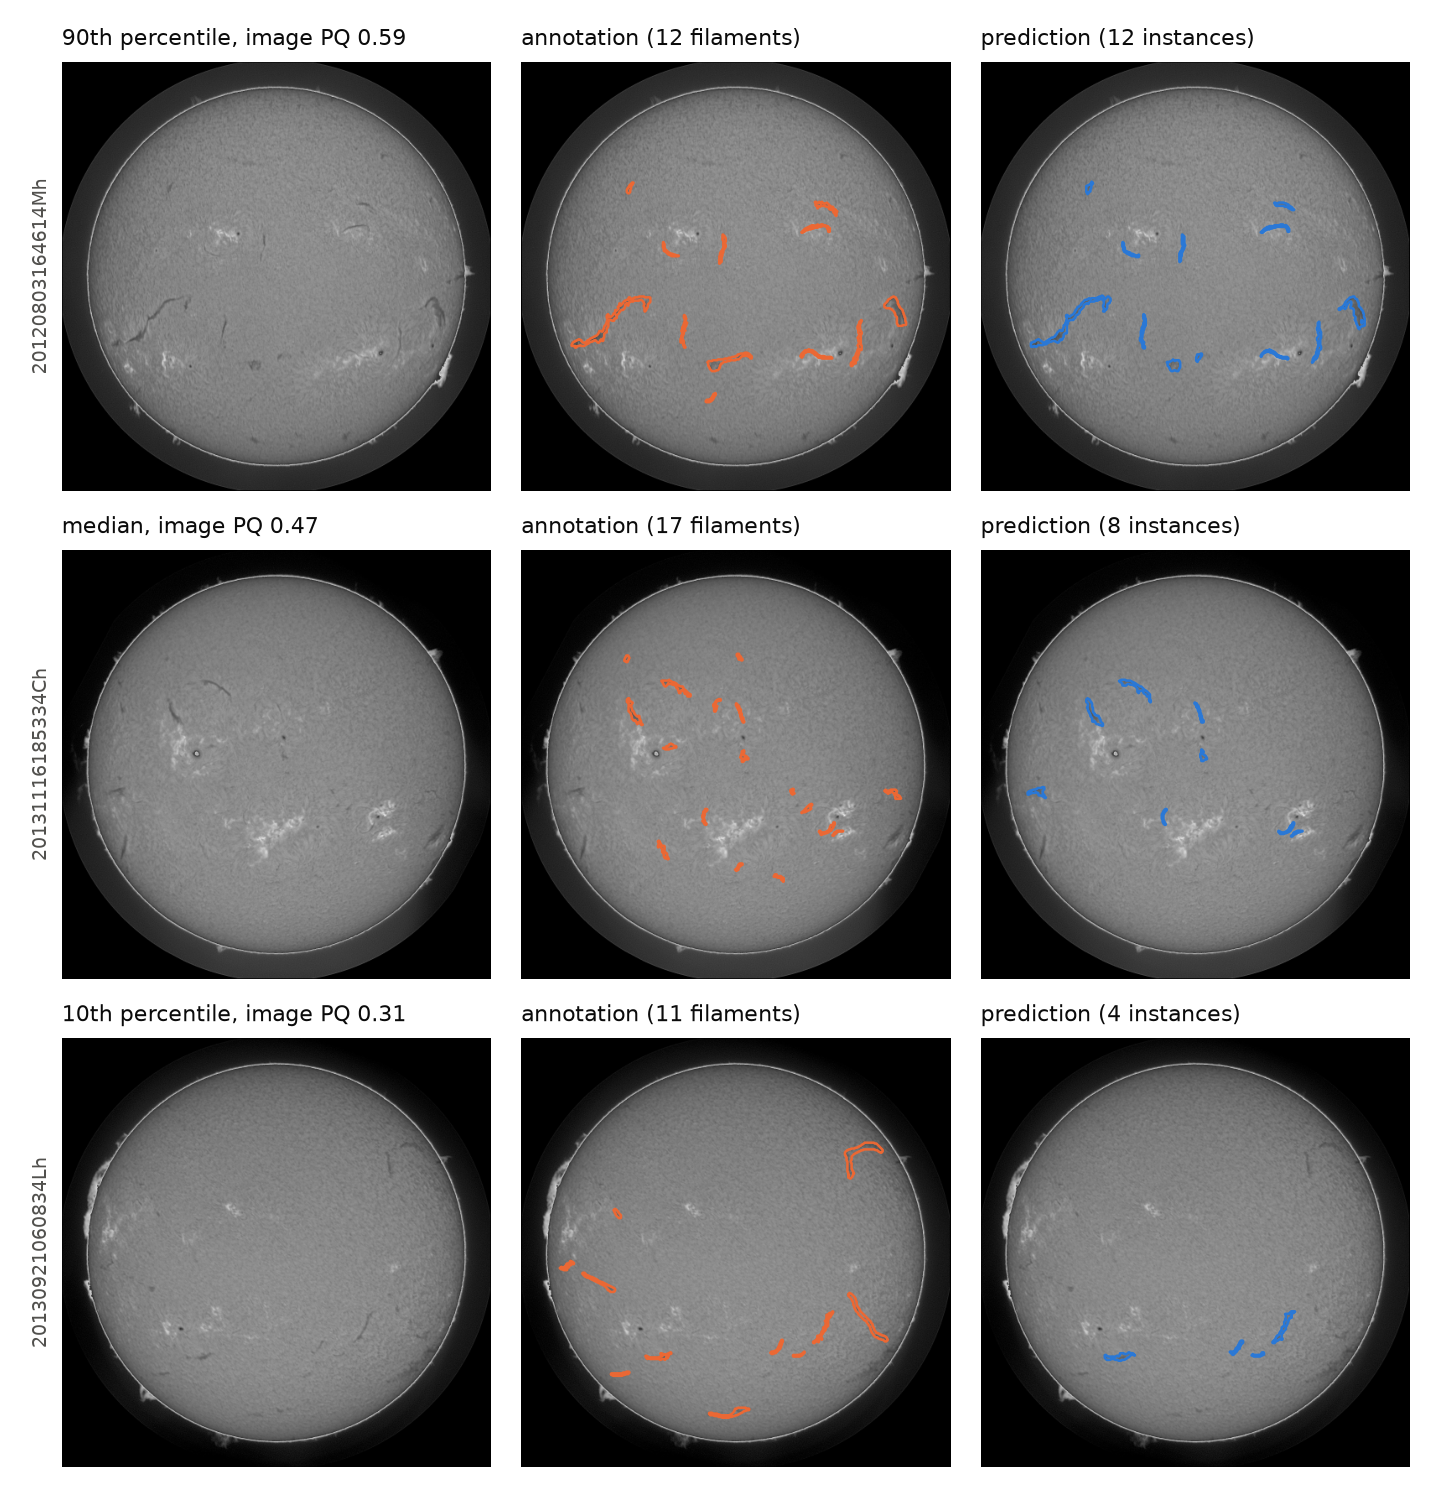 90th percentile, image PQ 0.59
annotation (12 filaments)
prediction (12 instances)
20120803164614Mh
median, image PQ 0.47
annotation (17 filaments)
prediction (8 instances)
20131116185334Ch
10th percentile, image PQ 0.31
annotation (11 filaments)
prediction (4 instances)
20130921060834Lh